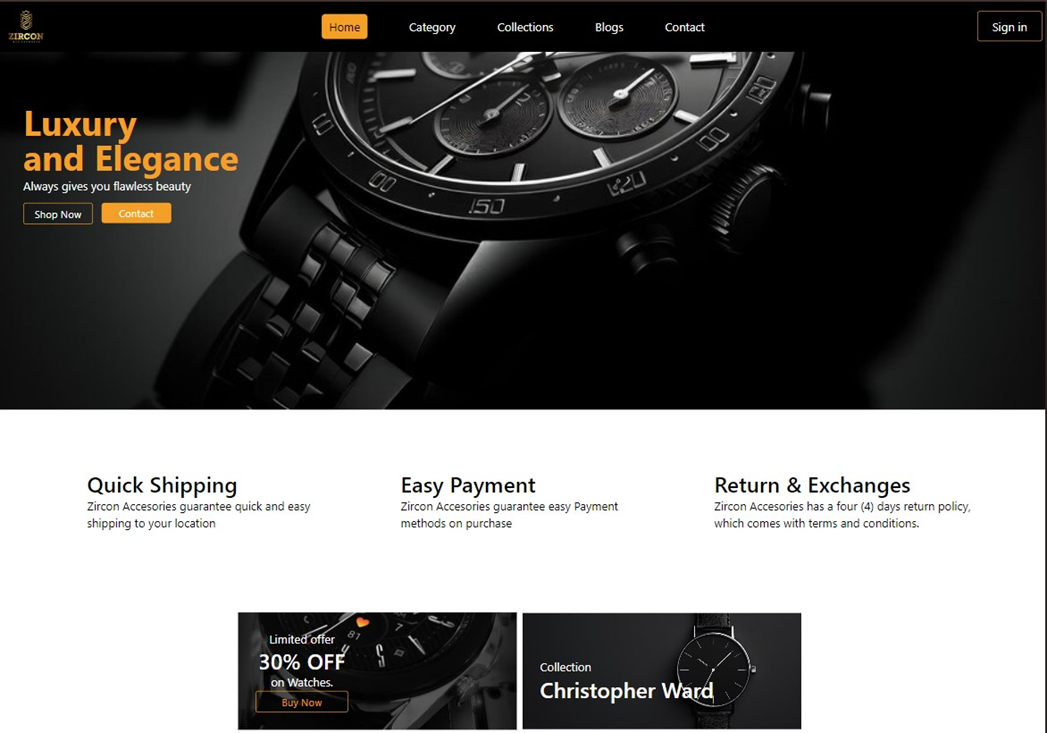 ZIRCON
Home
Category
Collections
Blogs
Contact
Sign in
Luxury
and Elegance
Always gives you flawless beauty
Shop Now
Contact
150
Quick Shipping
Zircon Accesories guarantee quick and easy
shipping to your location
Easy Payment
Zircon Accesories guarantee easy Payment
methods on purchase
Return & Exchanges
Zircon Accesories has a four (4) days return policy,
which comes with terms and conditions.
Limited offer
30% OFF
on Watches.
Buy Now
Collection
Christopher Ward